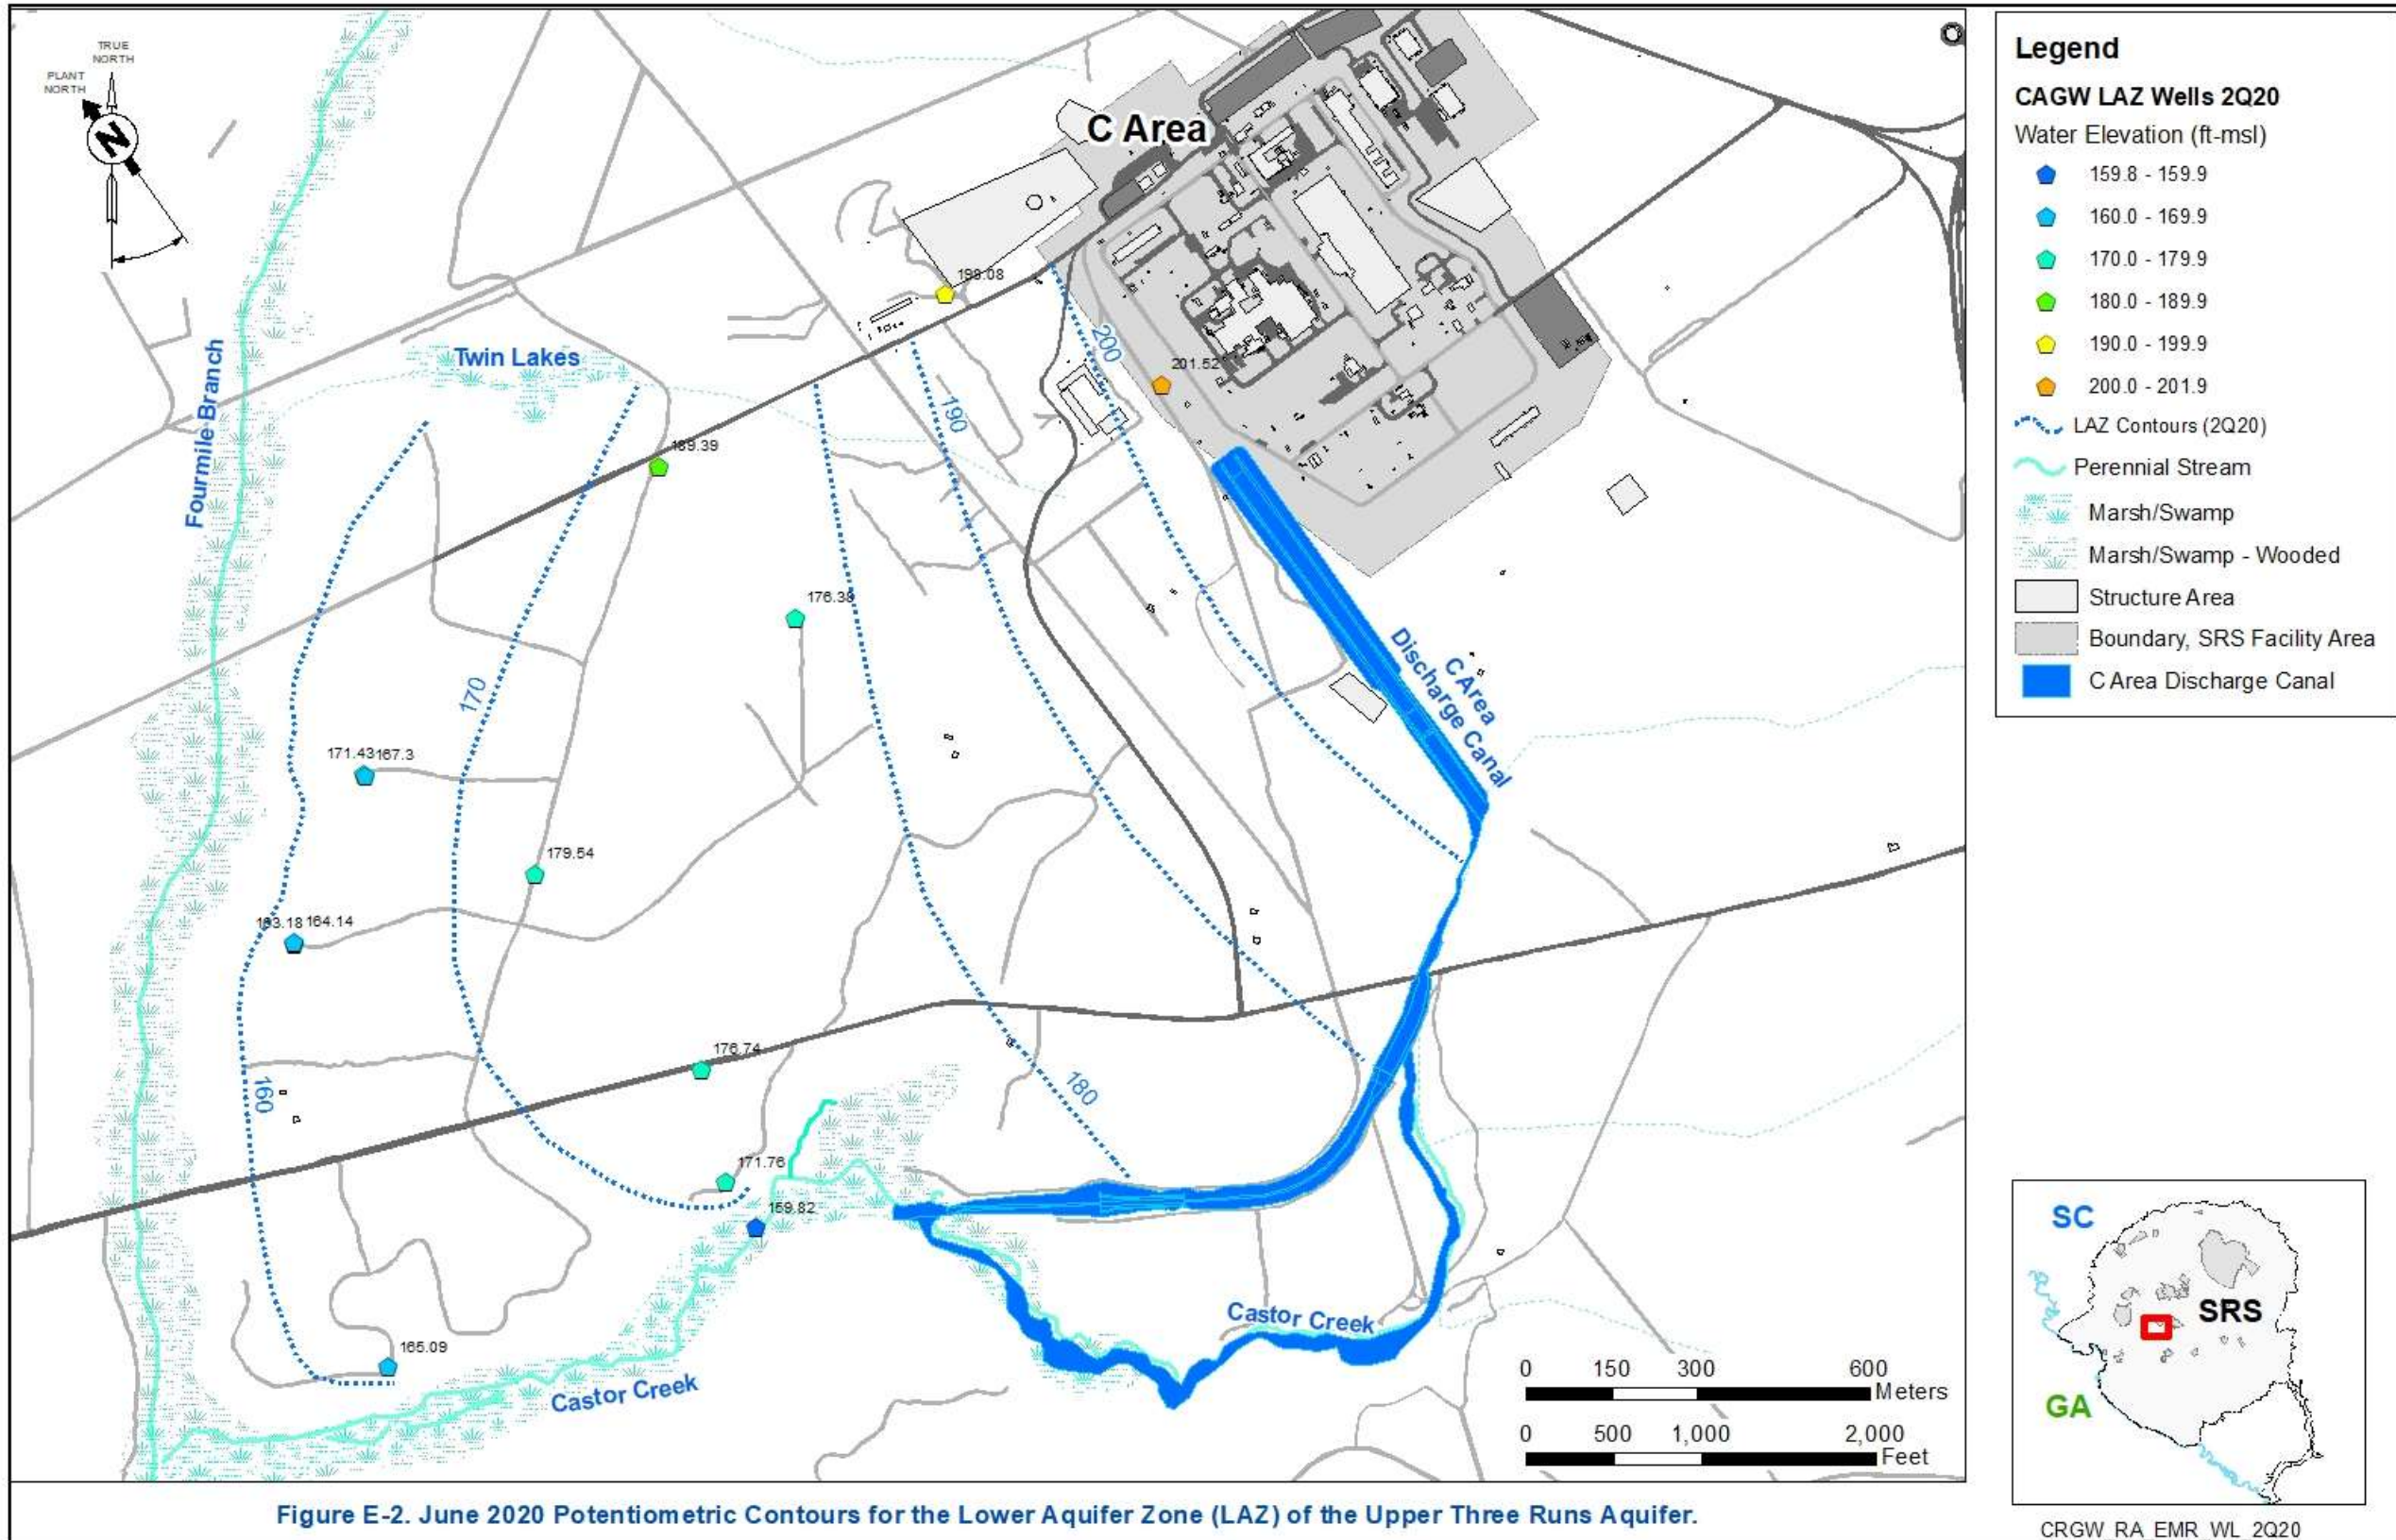 TRUE
NORTH
PLANT
NORTH
N
C Area
198.08
200
201.52
Twin Lakes
190
Fourmile Branch
189.39
176.38
C Area
Discharge Canal
170
171.43 167.3
179.54
163.18 164.14
176.74
160
180
171.76
159.82
Castor Creek
165.09
Castor Creek
0 150 300 600
Meters
0 500 1,000 2,000
Feet
Legend
CAGW LAZ Wells 2Q20
Water Elevation (ft-msl)
159.8 - 159.9
160.0 - 169.9
170.0 - 179.9
180.0 - 189.9
190.0 - 199.9
200.0 - 201.9
LAZ Contours (2Q20)
Perennial Stream
Marsh/Swamp
Marsh/Swamp - Wooded
Structure Area
Boundary, SRS Facility Area
C Area Discharge Canal
SC
SRS
GA
Figure E-2. June 2020 Potentiometric Contours for the Lower Aquifer Zone (LAZ) of the Upper Three Runs Aquifer.
CRGW_RA_EMR_WL_2Q20